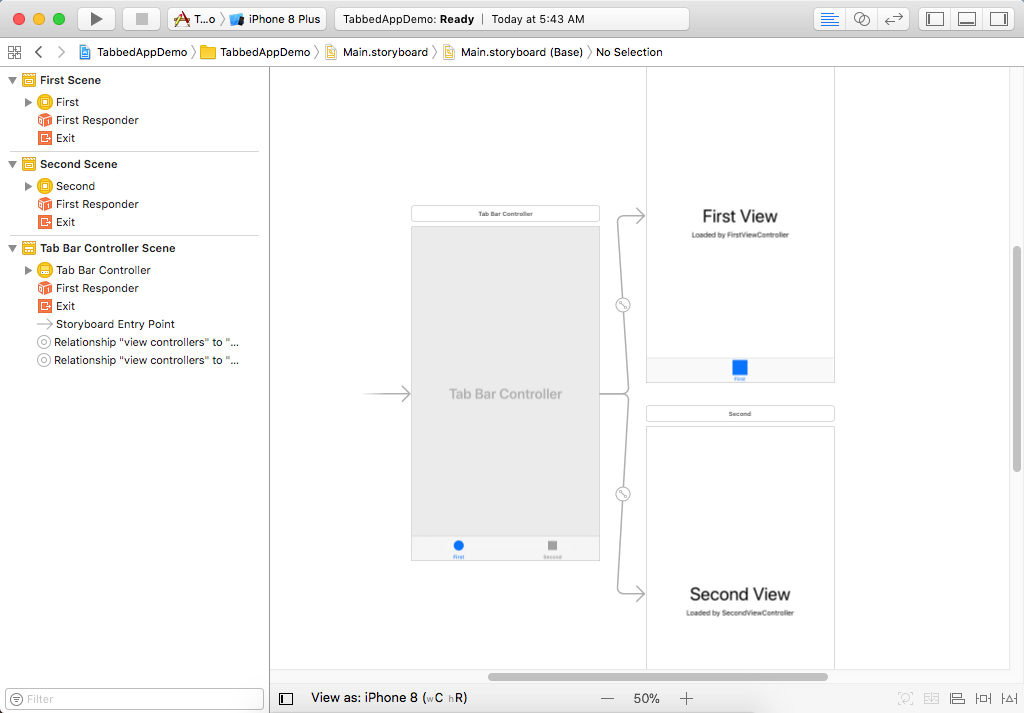 T...o iPhone 8 Plus TabbedAppDemo: Ready Today at 5:43 AM
TabbedAppDemo TabbedAppDemo Main.storyboard Main.storyboard (Base) No Selection
First Scene
First
First Responder
Exit
Second Scene
Second
First Responder
Exit
Tab Bar Controller Scene
Tab Bar Controller
First Responder
Exit
Storyboard Entry Point
Relationship "view controllers" to "...
Relationship "view controllers" to "...
Filter
Tab Bar Controller
Tab Bar Controller
First Second
First View
Loaded by FirstViewController
First
Second
Second View
Loaded by SecondViewController
View as: iPhone 8 (wC hR) 50%